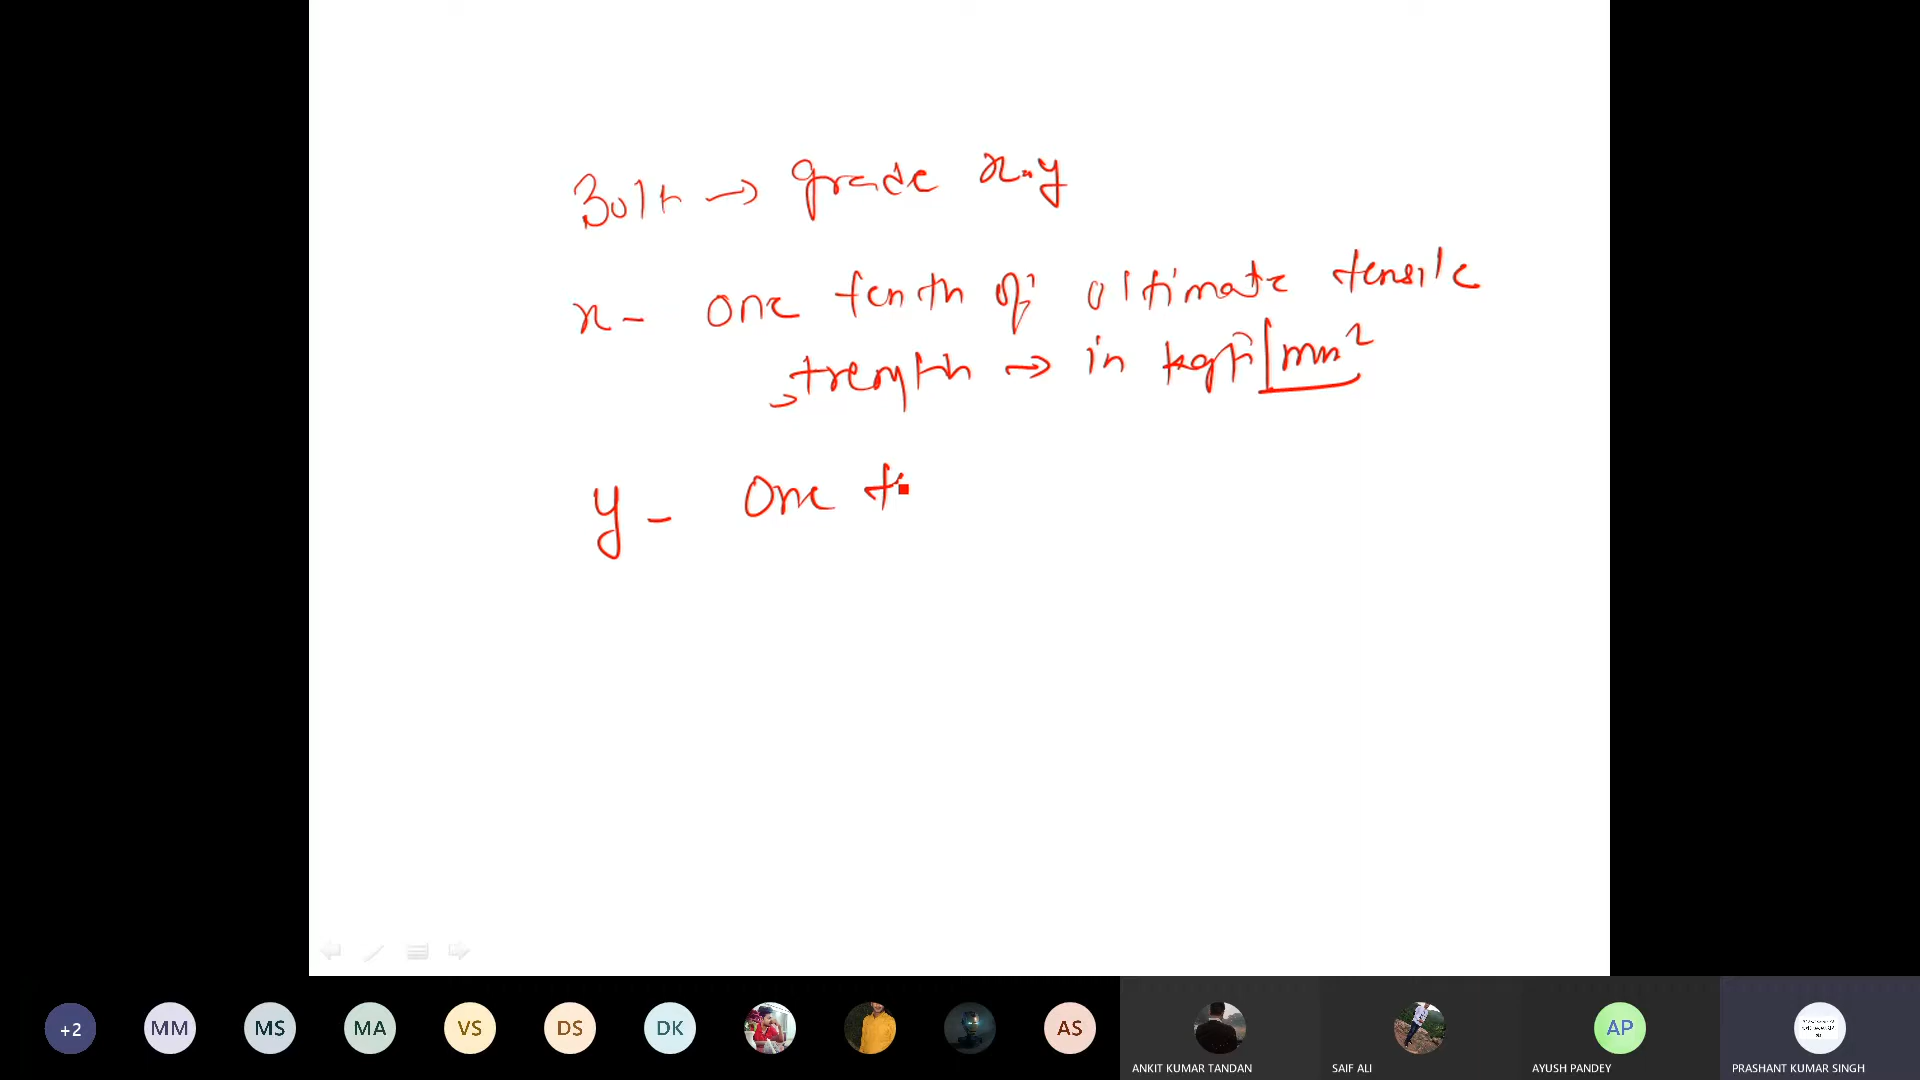 Bolt → grade x.y
x - one tenth of ultimate tensile
strength → in kgf/mm²
y - One te
+2
MM
MS
MA
VS
DS
DK
AS
AP
ANKIT KUMAR TANDAN
SAIF ALI
AYUSH PANDEY
PRASHANT KUMAR SINGH